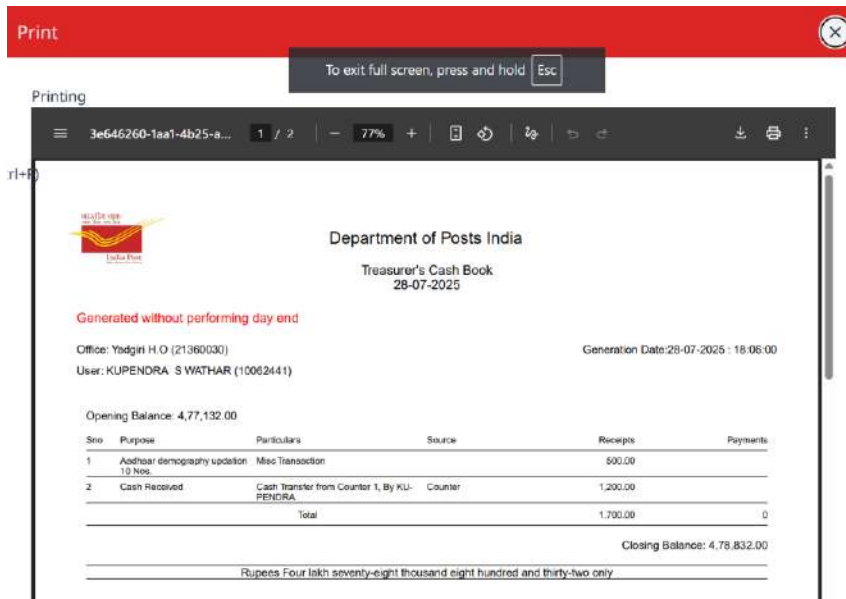 Print
To exit full screen, press and hold Esc
Printing
3e646260-1aa1-4b25-a... 1 / 2 77%
rl+P)
India Post
Department of Posts India
Treasurer's Cash Book
28-07-2025
Generated without performing day end
Office: Yadgiri H.O (21360030) Generation Date:28-07-2025 : 18:06:00
User: KUPENDRA S WATHAR (10062441)
Opening Balance: 4,77,132.00
Sno Purpose Particulars Source Receipts Payments
1 Aadhaar demography updation Misc Transaction 500.00
10 Nos.
2 Cash Received Cash Transfer from Counter 1, By KU- Counter 1,200.00
PENDRA
Total 1,700.00 0
Closing Balance: 4,78,832.00
Rupees Four lakh seventy-eight thousand eight hundred and thirty-two only